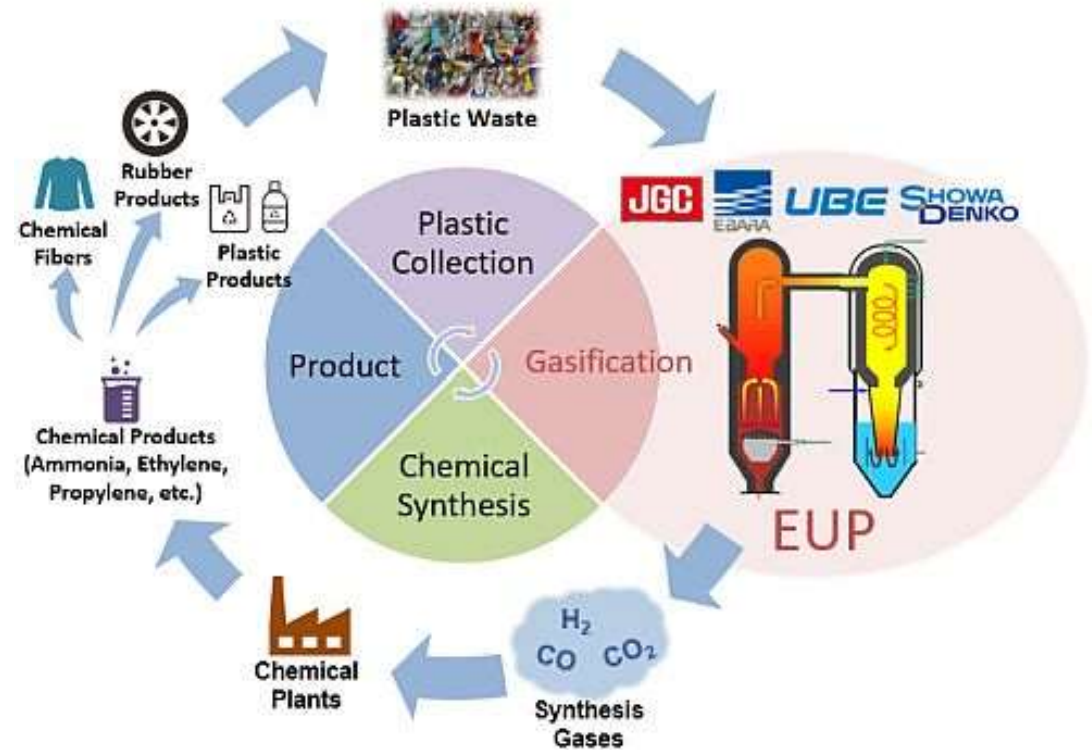 Plastic Waste
JGC
EBARA
UBE
SHOWA
DENKO
Rubber
Products
Chemical
Fibers
Plastic
Products
Plastic
Collection
Product
Gasification
Chemical
Synthesis
Chemical Products
(Ammonia, Ethylene,
Propylene, etc.)
EUP
H2
CO CO2
Synthesis
Gases
Chemical
Plants